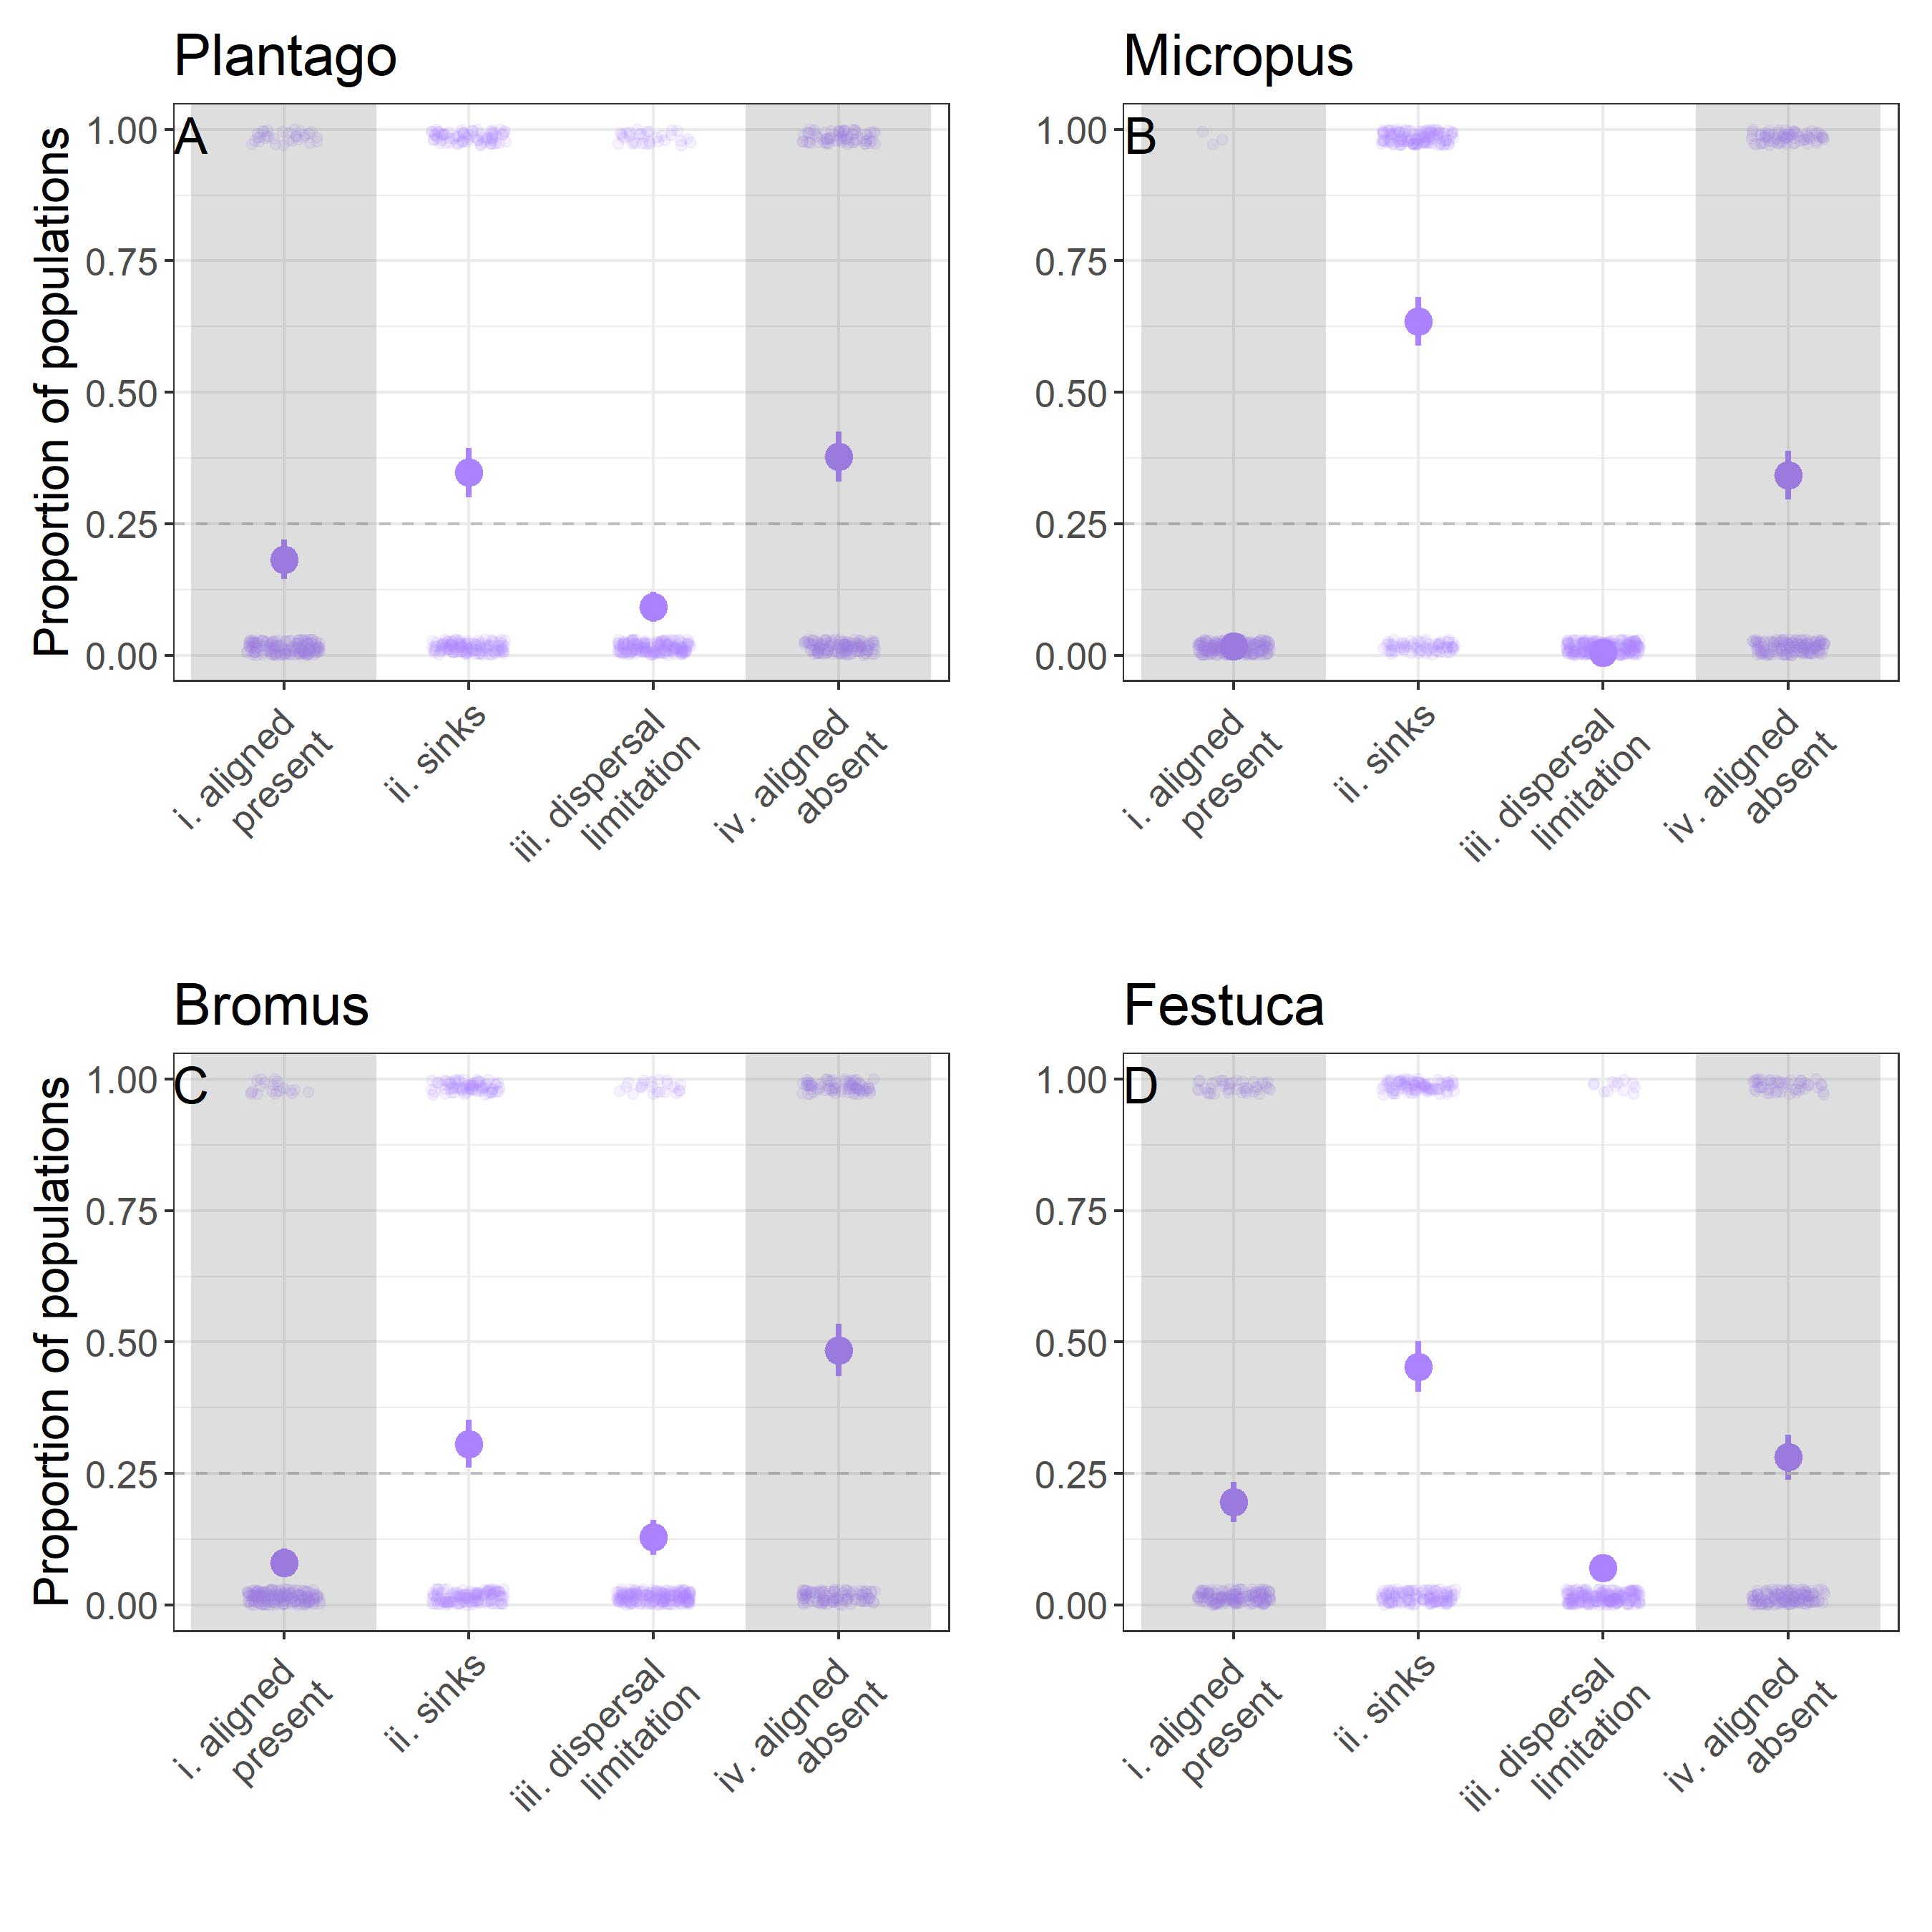 Plantago
A
Proportion of populations
1.00
0.75
0.50
0.25
0.00
i. aligned
present
ii. sinks
iii. dispersal
limitation
iv. aligned
absent
Micropus
B
1.00
0.75
0.50
0.25
0.00
i. aligned
present
ii. sinks
iii. dispersal
limitation
iv. aligned
absent
Bromus
C
Proportion of populations
1.00
0.75
0.50
0.25
0.00
i. aligned
present
ii. sinks
iii. dispersal
limitation
iv. aligned
absent
Festuca
D
1.00
0.75
0.50
0.25
0.00
i. aligned
present
ii. sinks
iii. dispersal
limitation
iv. aligned
absent